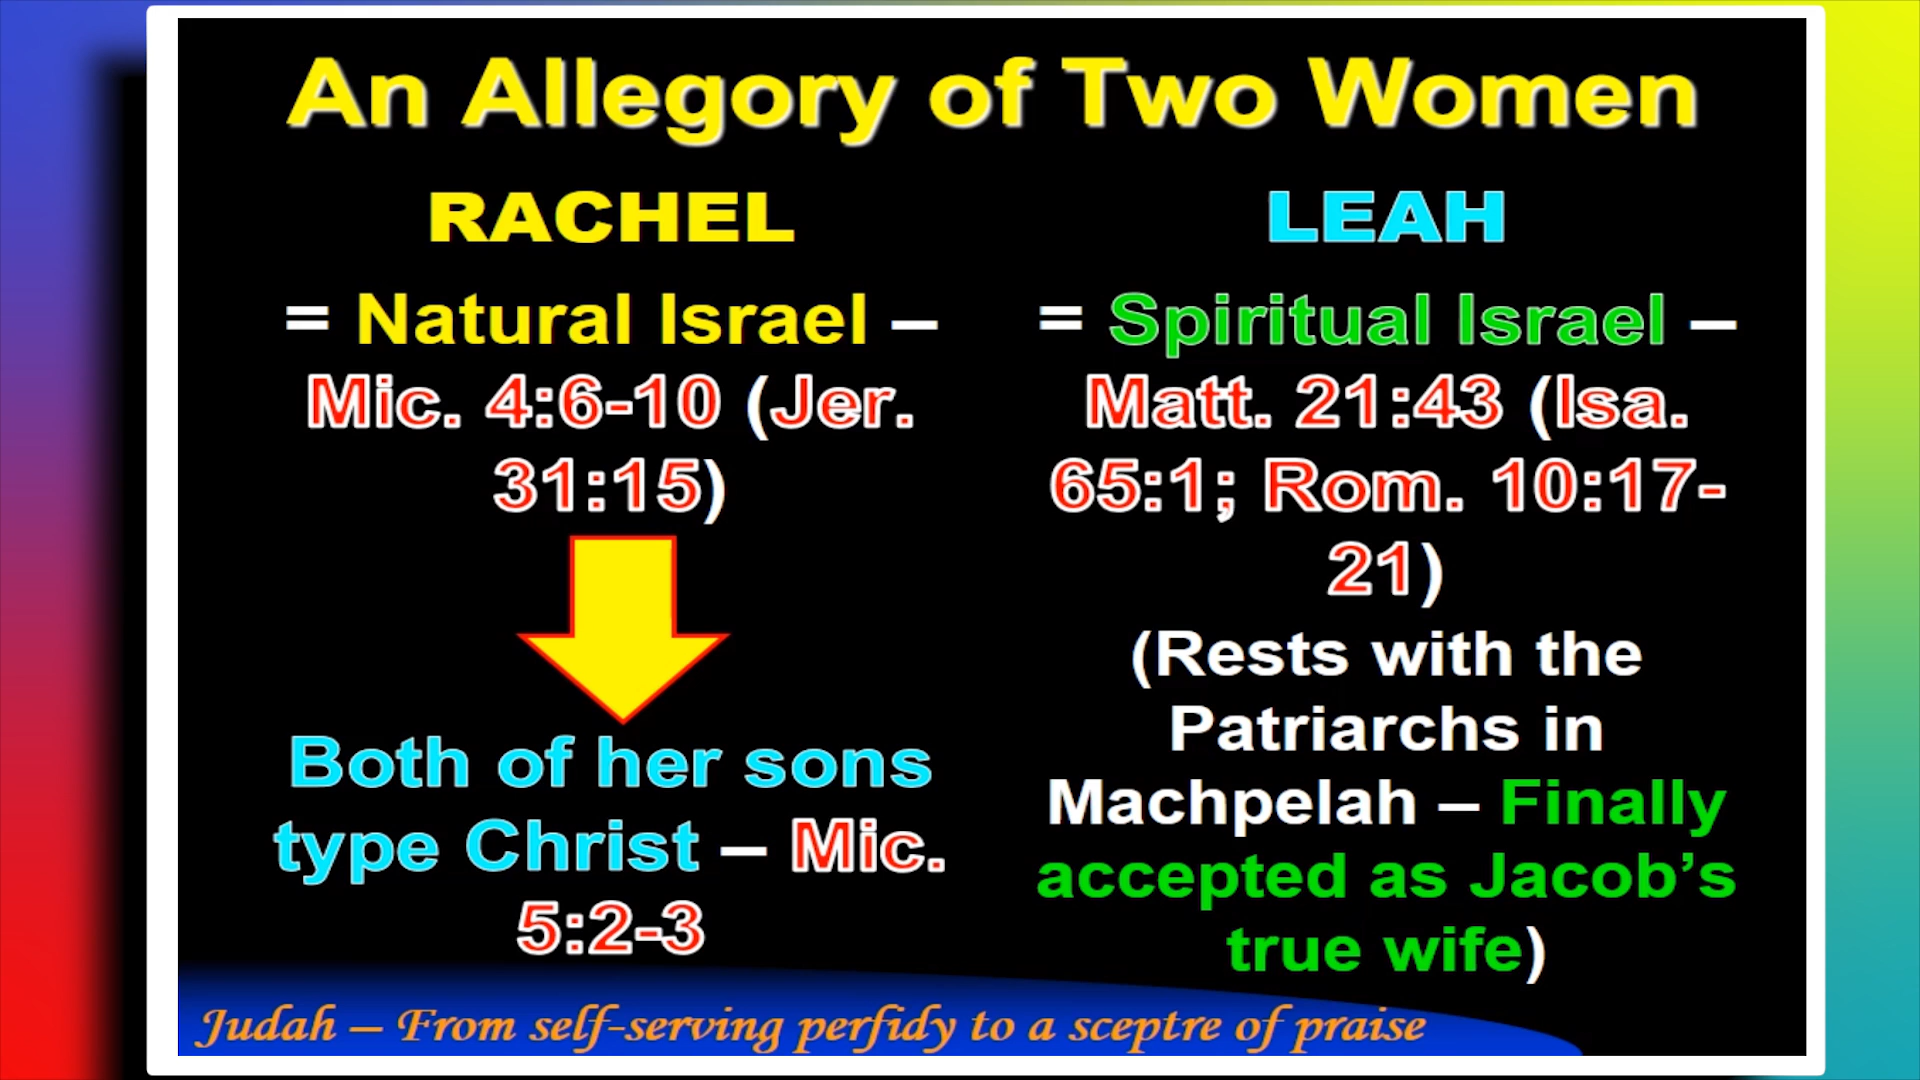 An Allegory of Two Women
RACHEL
= Natural Israel –
Mic. 4:6-10 (Jer.
31:15)
Both of her sons
type Christ – Mic.
5:2-3
LEAH
= Spiritual Israel –
Matt. 21:43 (Isa.
65:1; Rom. 10:17-
21)
(Rests with the
Patriarchs in
Machpelah – Finally
accepted as Jacob’s
true wife)
Judah – From self-serving perfidy to a sceptre of praise